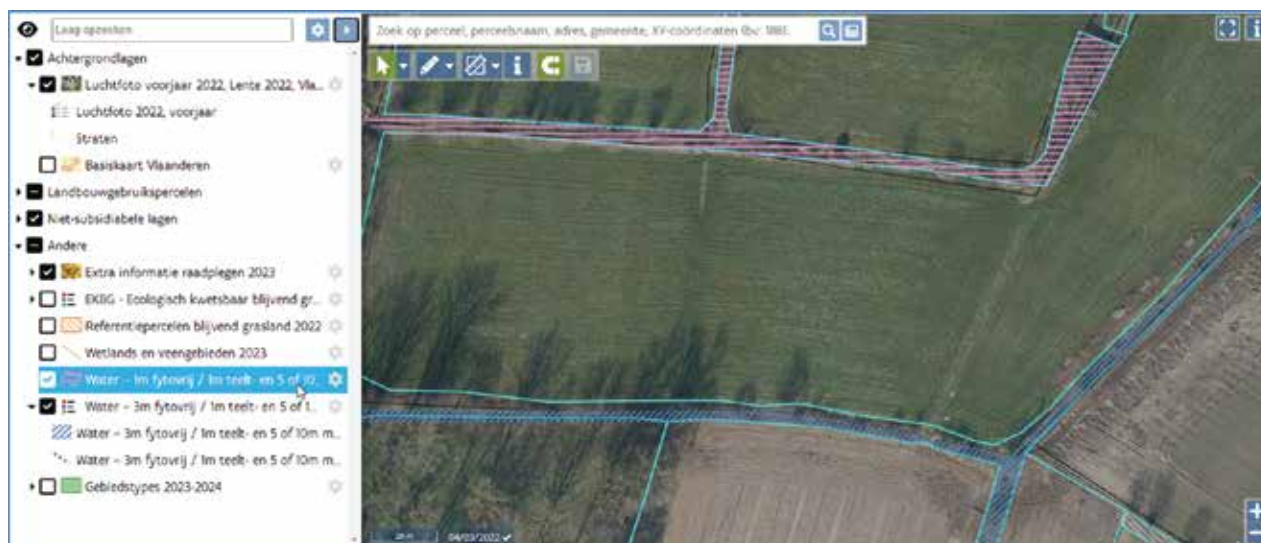 Laag opzoeken
Zoek op perceel, perceelsnaam, adres, gemeente, XY-coördinaten (bv: 188E.
Achtergrondlagen
Luchtfoto voorjaar 2022, Lente 2022, Vla...
Luchtfoto 2022, voorjaar
Straten
Basiskaart Vlaanderen
Landbouwgebruikspercelen
Niet-subsidiabele lagen
Andere
Extra informatie raadplegen 2023
EKBG - Ecologisch kwetsbaar blijvend gr...
Referentiepercelen blijvend grasland 2022
Wetlands en veengebieden 2023
Water – 1m fytovrij / 1m teelt- en 5 of 10...
Water – 3m fytovrij / 1m teelt- en 5 of 1...
Water – 3m fytovrij / 1m teelt- en 5 of 10m m...
Water – 3m fytovrij / 1m teelt- en 5 of 10m m...
Gebiedstypes 2023-2024
20 m
04/03/2022